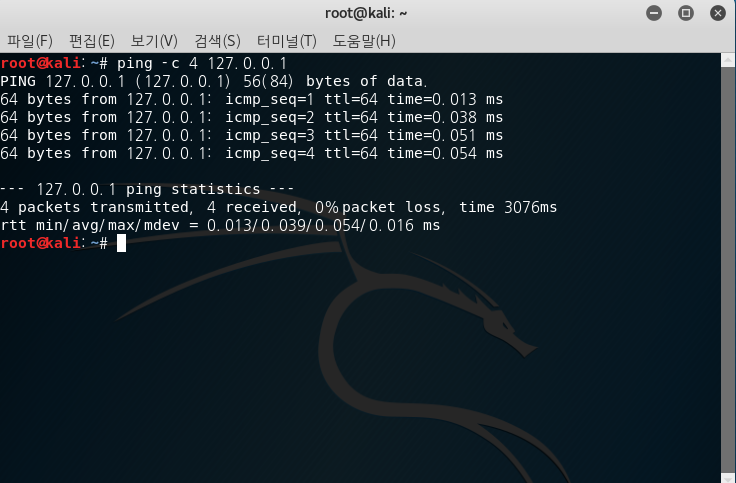 root@kali: ~
파일(F) 편집(E) 보기(V) 검색(S) 터미널(T) 도움말(H)
root@kali:~# ping -c 4 127.0.0.1
PING 127.0.0.1 (127.0.0.1) 56(84) bytes of data.
64 bytes from 127.0.0.1: icmp_seq=1 ttl=64 time=0.013 ms
64 bytes from 127.0.0.1: icmp_seq=2 ttl=64 time=0.038 ms
64 bytes from 127.0.0.1: icmp_seq=3 ttl=64 time=0.051 ms
64 bytes from 127.0.0.1: icmp_seq=4 ttl=64 time=0.054 ms
--- 127.0.0.1 ping statistics ---
4 packets transmitted, 4 received, 0% packet loss, time 3076ms
rtt min/avg/max/mdev = 0.013/0.039/0.054/0.016 ms
root@kali:~#